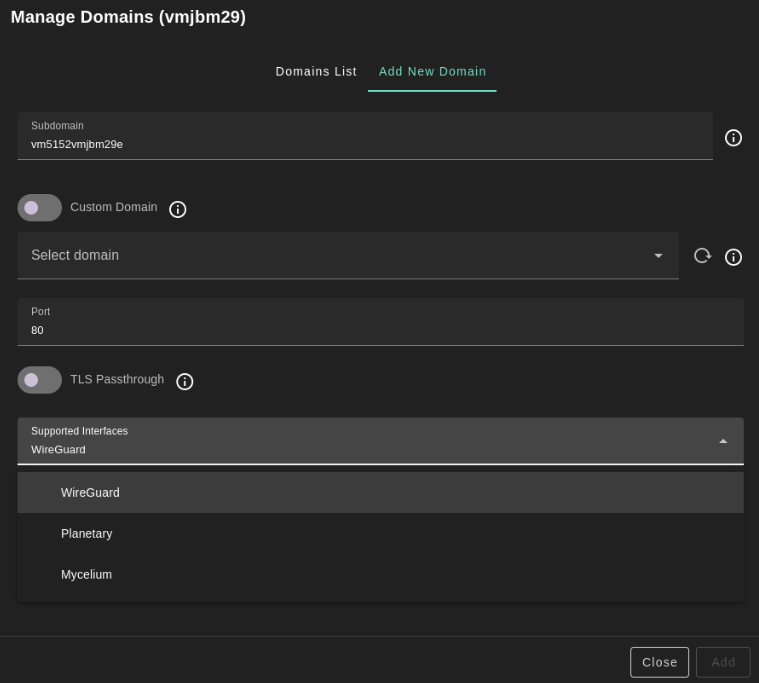 Manage Domains (vmjbm29)
Domains List
Add New Domain
Subdomain
vm5152vmjbm29e
Custom Domain
Select domain
Port
80
TLS Passthrough
Supported Interfaces
WireGuard
WireGuard
Planetary
Mycelium
Close
Add